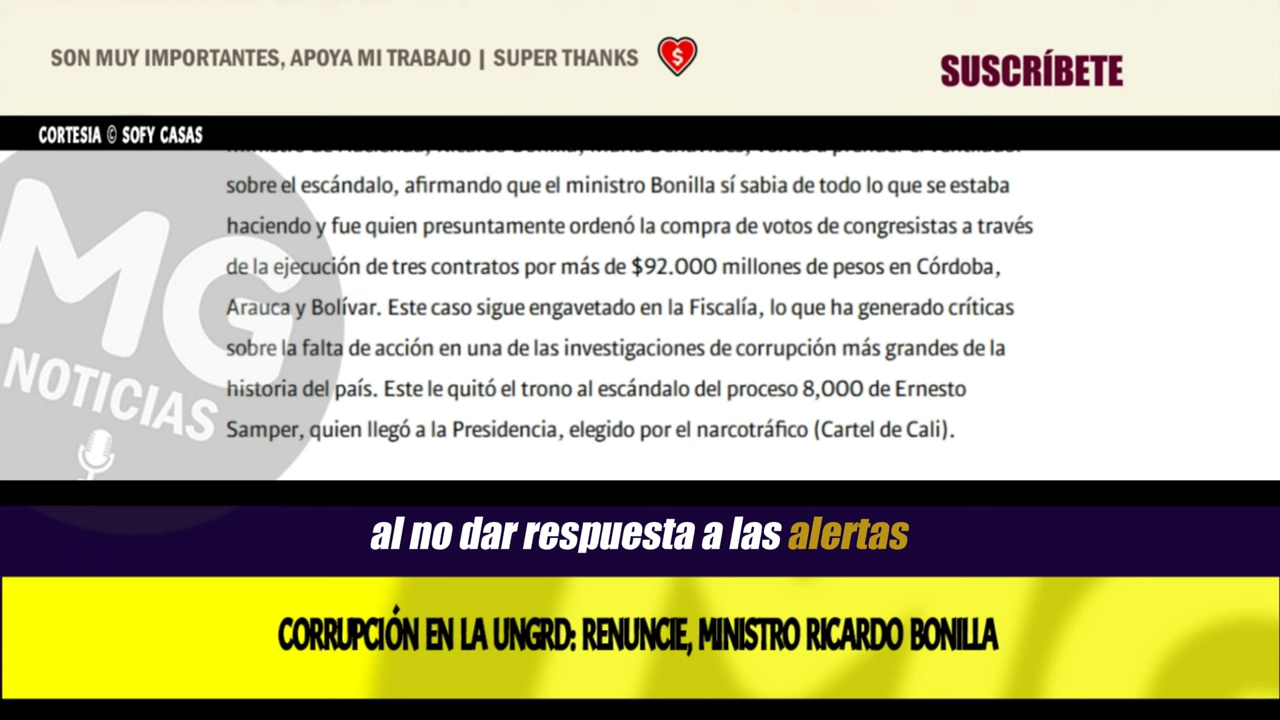 SON MUY IMPORTANTES, APOYA MI TRABAJO | SUPER THANKS
$
SUSCRÍBETE
CORTESIA © SOFY CASAS
sobre el escándalo, afirmando que el ministro Bonilla sí sabia de todo lo que se estaba
haciendo y fue quien presuntamente ordenó la compra de votos de congresistas a través
de la ejecución de tres contratos por más de $92.000 millones de pesos en Córdoba,
Arauca y Bolívar. Este caso sigue engavetado en la Fiscalía, lo que ha generado críticas
sobre la falta de acción en una de las investigaciones de corrupción más grandes de la
historia del país. Este le quitó el trono al escándalo del proceso 8,000 de Ernesto
Samper, quien llegó a la Presidencia, elegido por el narcotráfico (Cartel de Cali).
MG
NOTICIAS
al no dar respuesta a las alertas
CORRUPCIÓN EN LA UNGRD: RENUNCIE, MINISTRO RICARDO BONILLA